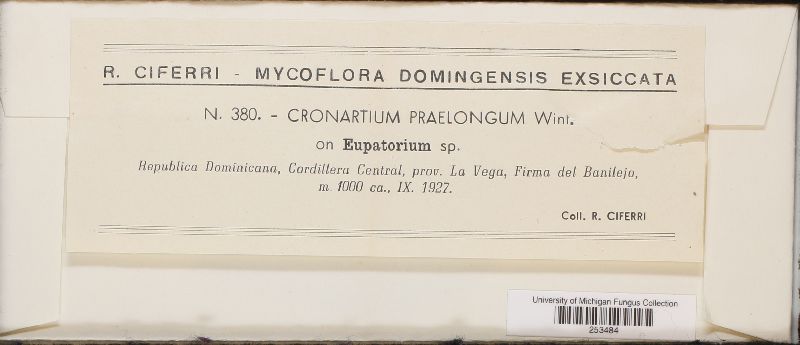 R. CIFERRI - MYCOFLORA DOMINGENSIS EXSICCATA
N. 380. - CRONARTIUM PRAELONGUM Wint.
on Eupatorium sp.
Republica Dominicana, Cordillera Central, prov. La Vega, Firma del Banilejo,
m. 1000 ca., IX. 1927.
Coll. R. CIFERRI
University of Michigan Fungus Collection
253484